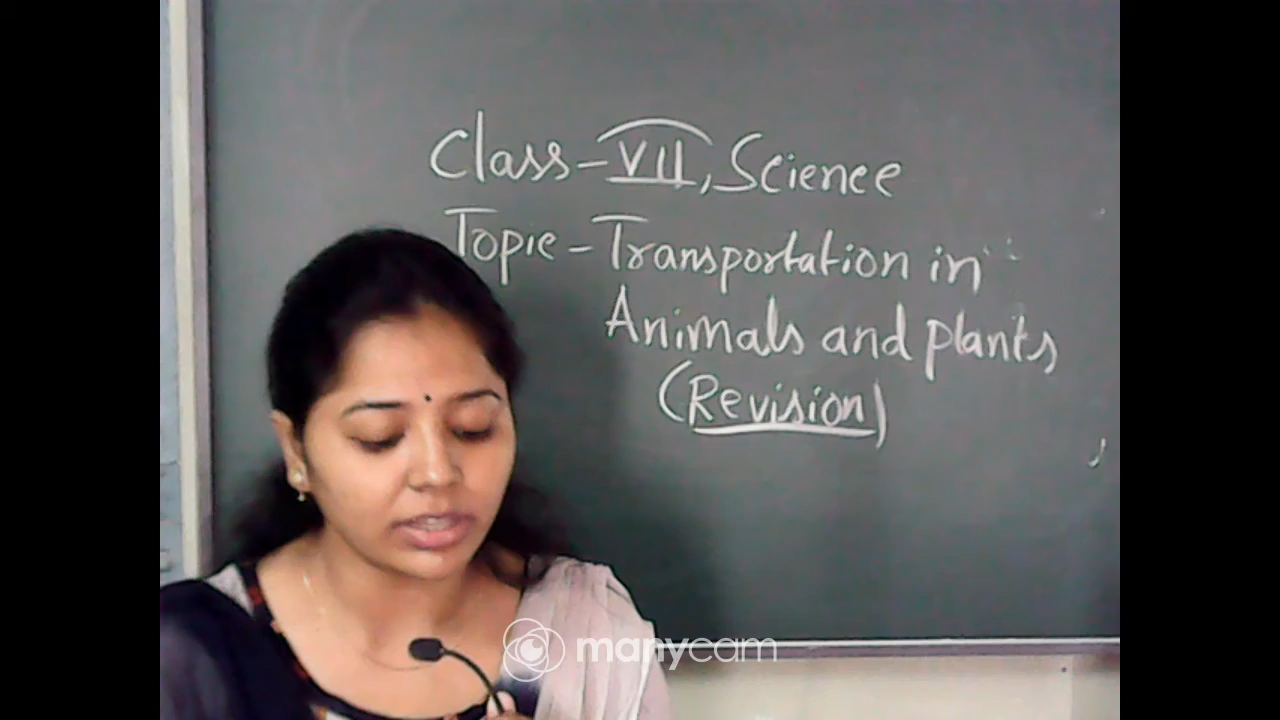 Class - VII, Science
Topic - Transportation in
Animals and plants
(Revision)
manycam